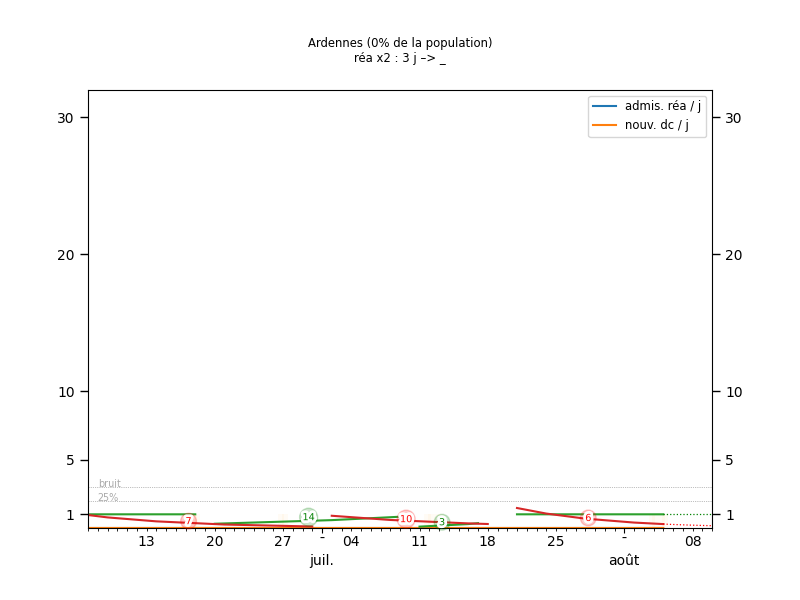 Ardennes (0% de la population)
réa x2 : 3 j –> _
admis. réa / j
nouv. dc / j
30 30
20 20
10 10
5 5
bruit
25%
1 7 14 10 3 6 1
13 20 27 - 04 11 18 25 - 08
juil. août